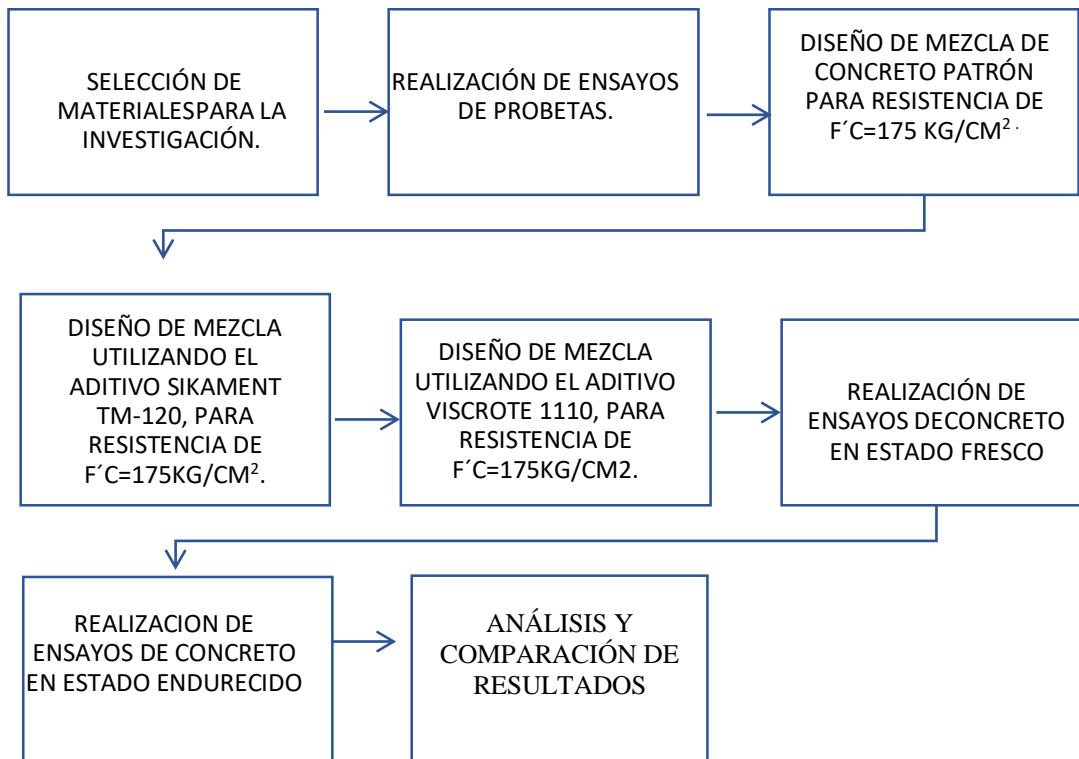 SELECCIÓN DE
MATERIALESPARA LA
INVESTIGACIÓN.
REALIZACIÓN DE ENSAYOS
DE PROBETAS.
DISEÑO DE MEZCLA DE
CONCRETO PATRÓN
PARA RESISTENCIA DE
F´C=175 KG/CM² .
DISEÑO DE MEZCLA
UTILIZANDO EL
ADITIVO SIKAMENT
TM-120, PARA
RESISTENCIA DE
F´C=175KG/CM².
DISEÑO DE MEZCLA
UTILIZANDO EL ADITIVO
VISCROTE 1110, PARA
RESISTENCIA DE
F´C=175KG/CM2.
REALIZACIÓN DE
ENSAYOS DECONCRETO
EN ESTADO FRESCO
REALIZACION DE
ENSAYOS DE CONCRETO
EN ESTADO ENDURECIDO
ANÁLISIS Y
COMPARACIÓN DE
RESULTADOS